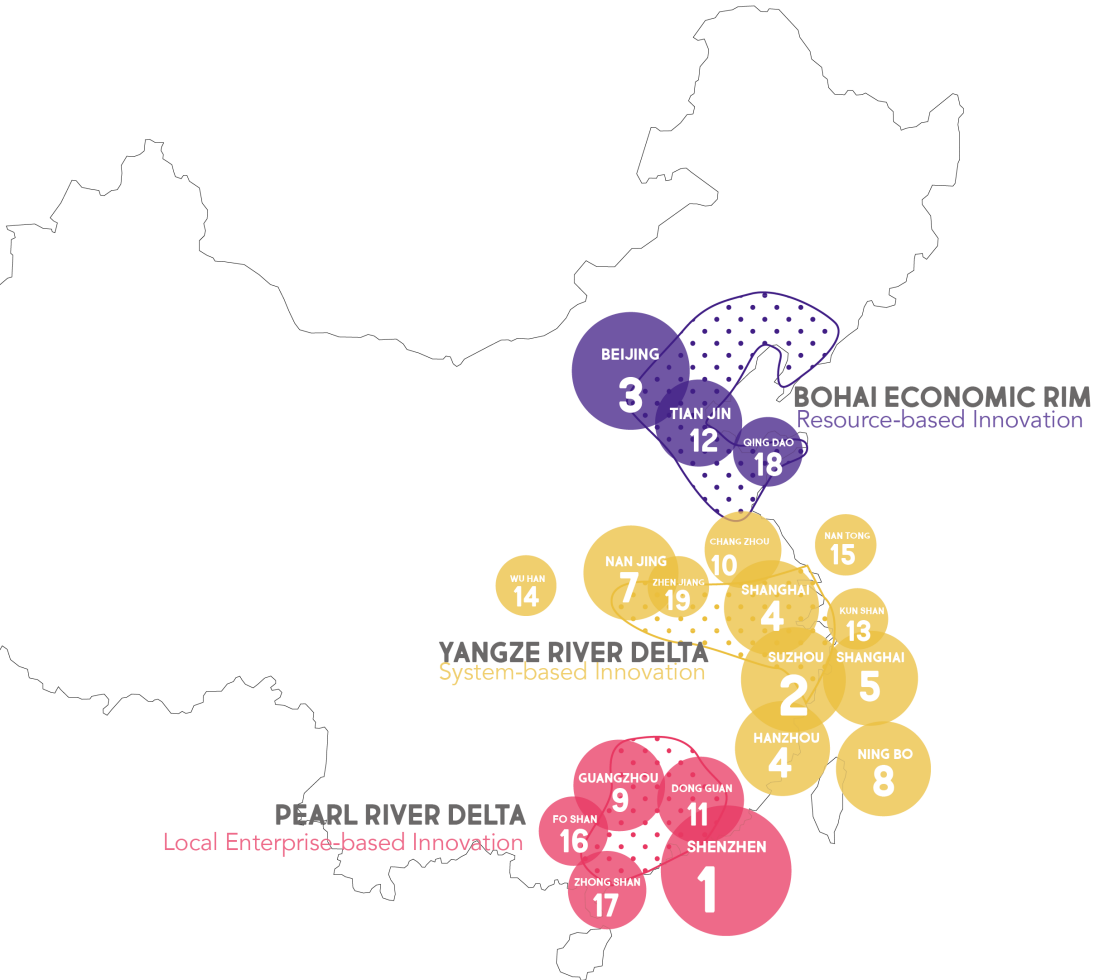 BEIJING
3
TIAN JIN
12
QING DAO
18
BOHAI ECONOMIC RIM
Resource-based Innovation
CHANG ZHOU
10
NAN TONG
15
NAN JING
7
ZHEN JIANG
19
WU HAN
14
SHANGHAI
4
KUN SHAN
13
YANGZE RIVER DELTA
System-based Innovation
SUZHOU
2
SHANGHAI
5
HANZHOU
4
NING BO
8
GUANGZHOU
9
DONG GUAN
11
PEARL RIVER DELTA
Local Enterprise-based Innovation
FO SHAN
16
SHENZHEN
1
ZHONG SHAN
17